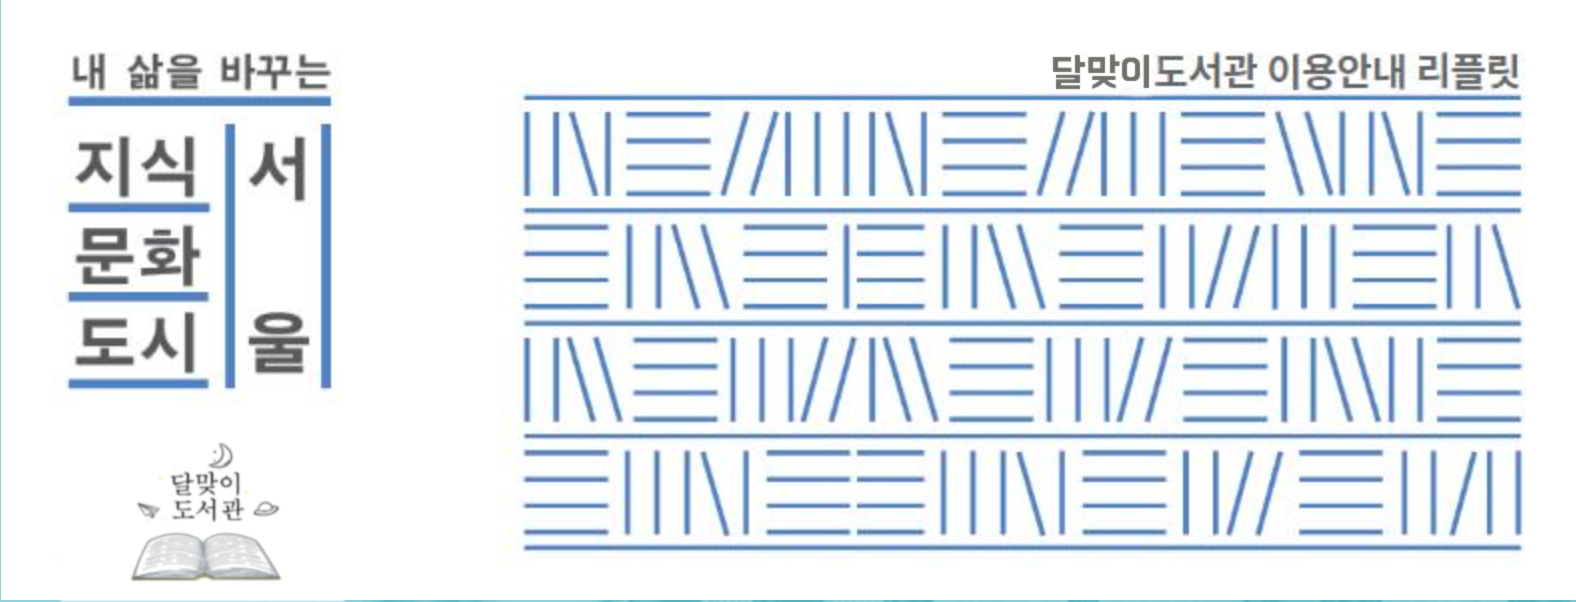 내 삶을 바꾸는
지식
문화
도시
서울
달맞이도서관 이용안내 리플릿
달맞이
도서관